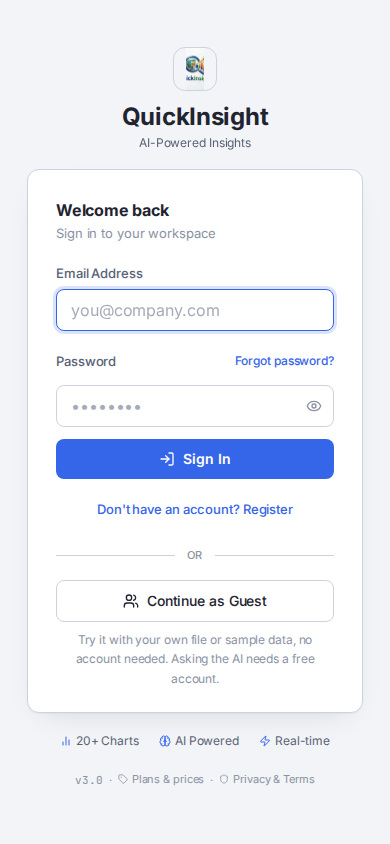 QuickInsight
AI-Powered Insights
Welcome back
Sign in to your workspace
Email Address
you@company.com
Password
Forgot password?
Sign In
Don't have an account? Register
OR
Continue as Guest
Try it with your own file or sample data, no
account needed. Asking the AI needs a free
account.
20+ Charts
AI Powered
Real-time
v3.0 · Plans & prices · Privacy & Terms